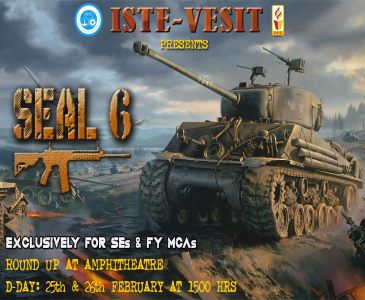 ISTE-VESIT
PRESENTS
SEAL 6
EXCLUSIVELY FOR SEs & FY MCAs
ROUND UP AT AMPHITHEATRE
D-DAY: 25th & 26th FEBRUARY AT 1500 HRS